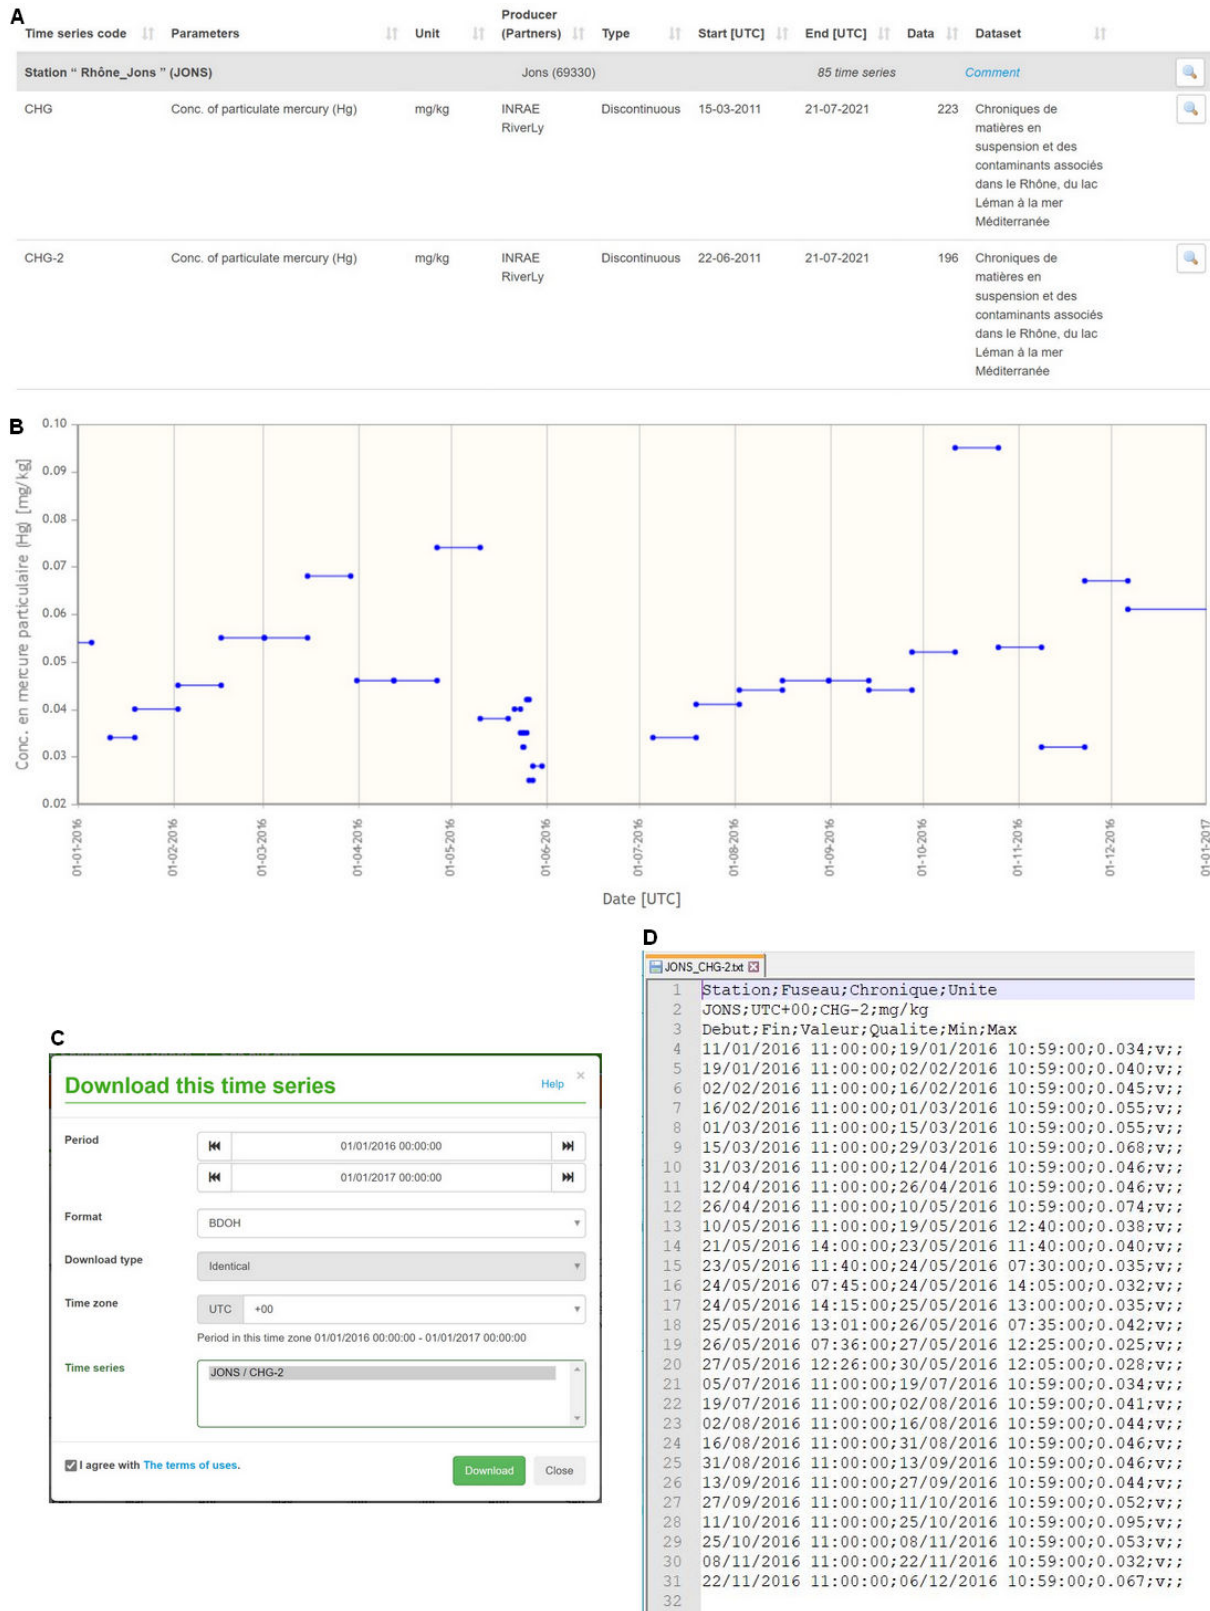 A
Time series code Parameters Unit Producer (Partners) Type Start [UTC] End [UTC] Data Dataset
Station “ Rhône_Jons ” (JONS) Jons (69330) 85 time series Comment
CHG Conc. of particulate mercury (Hg) mg/kg INRAE RiverLy Discontinuous 15-03-2011 21-07-2021 223 Chroniques de
matières en
suspension et des
contaminants associés
dans le Rhône, du lac
Léman à la mer
Méditerranée
CHG-2 Conc. of particulate mercury (Hg) mg/kg INRAE RiverLy Discontinuous 22-06-2011 21-07-2021 196 Chroniques de
matières en
suspension et des
contaminants associés
dans le Rhône, du lac
Léman à la mer
Méditerranée
B
Conc. en mercure particulaire (Hg) [mg/kg]
0.10
0.09
0.08
0.07
0.06
0.05
0.04
0.03
0.02
01-01-2016
01-02-2016
01-03-2016
01-04-2016
01-05-2016
01-06-2016
01-07-2016
01-08-2016
01-09-2016
01-10-2016
01-11-2016
01-12-2016
01-01-2017
Date [UTC]
C
Download this time series Help ×
Period 01/01/2016 00:00:00
01/01/2017 00:00:00
Format BDOH
Download type Identical
Time zone UTC +00
Period in this time zone 01/01/2016 00:00:00 - 01/01/2017 00:00:00
Time series JONS / CHG-2
I agree with The terms of uses. Download Close
D
JONS_CHG-2.txt
1 Station;Fuseau;Chronique;Unite
2 JONS;UTC+00;CHG-2;mg/kg
3 Debut;Fin;Valeur;Qualite;Min;Max
4 11/01/2016 11:00:00;19/01/2016 10:59:00;0.034;v;;
5 19/01/2016 11:00:00;02/02/2016 10:59:00;0.040;v;;
6 02/02/2016 11:00:00;16/02/2016 10:59:00;0.045;v;;
7 16/02/2016 11:00:00;01/03/2016 10:59:00;0.055;v;;
8 01/03/2016 11:00:00;15/03/2016 10:59:00;0.055;v;;
9 15/03/2016 11:00:00;29/03/2016 10:59:00;0.068;v;;
10 31/03/2016 11:00:00;12/04/2016 10:59:00;0.046;v;;
11 12/04/2016 11:00:00;26/04/2016 10:59:00;0.046;v;;
12 26/04/2016 11:00:00;10/05/2016 10:59:00;0.074;v;;
13 10/05/2016 11:00:00;19/05/2016 12:40:00;0.038;v;;
14 21/05/2016 14:00:00;23/05/2016 11:40:00;0.040;v;;
15 23/05/2016 11:40:00;24/05/2016 07:30:00;0.035;v;;
16 24/05/2016 07:45:00;24/05/2016 14:05:00;0.032;v;;
17 24/05/2016 14:15:00;25/05/2016 13:00:00;0.035;v;;
18 25/05/2016 13:01:00;26/05/2016 07:35:00;0.042;v;;
19 26/05/2016 07:36:00;27/05/2016 12:25:00;0.025;v;;
20 27/05/2016 12:26:00;30/05/2016 12:05:00;0.028;v;;
21 05/07/2016 11:00:00;19/07/2016 10:59:00;0.034;v;;
22 19/07/2016 11:00:00;02/08/2016 10:59:00;0.041;v;;
23 02/08/2016 11:00:00;16/08/2016 10:59:00;0.044;v;;
24 16/08/2016 11:00:00;31/08/2016 10:59:00;0.046;v;;
25 31/08/2016 11:00:00;13/09/2016 10:59:00;0.046;v;;
26 13/09/2016 11:00:00;27/09/2016 10:59:00;0.044;v;;
27 27/09/2016 11:00:00;11/10/2016 10:59:00;0.052;v;;
28 11/10/2016 11:00:00;25/10/2016 10:59:00;0.095;v;;
29 25/10/2016 11:00:00;08/11/2016 10:59:00;0.053;v;;
30 08/11/2016 11:00:00;22/11/2016 10:59:00;0.032;v;;
31 22/11/2016 11:00:00;06/12/2016 10:59:00;0.067;v;;
32